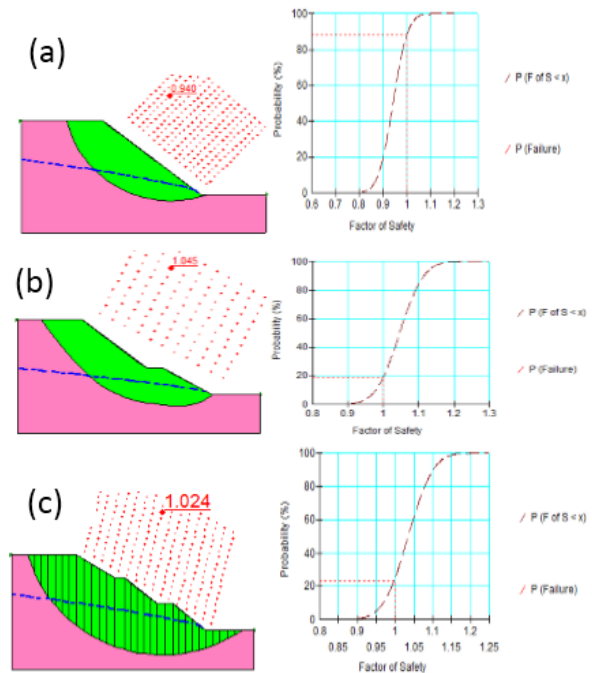 (a)
0.940
Probability (%)
100
80
60
40
20
0
0.6 0.7 0.8 0.9 1 1.1 1.2 1.3
Factor of Safety
P (F of S < x)
P (Failure)
(b)
1.045
Probability (%)
100
80
60
40
20
0
0.8 0.9 1 1.1 1.2 1.3
Factor of Safety
P (F of S < x)
P (Failure)
(c)
1.024
Probability (%)
100
80
60
40
20
0
0.8 0.9 1 1.1 1.2
0.85 0.95 1.05 1.15 1.25
Factor of Safety
P (F of S < x)
P (Failure)